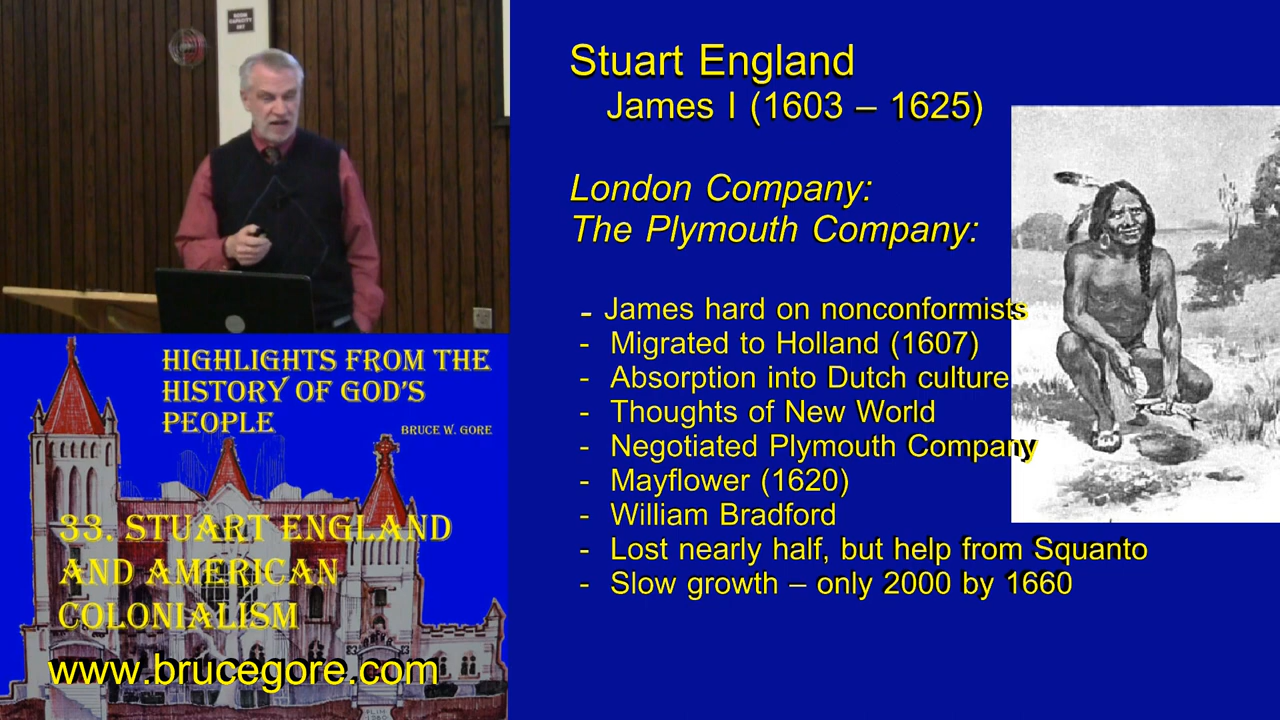 ROOM
CAPACITY
HIGHLIGHTS FROM THE
HISTORY OF GOD'S
PEOPLE
BRUCE W. GORE
33. STUART ENGLAND
AND AMERICAN
COLONIALISM
www.brucegore.com
Stuart England
James I (1603 – 1625)
London Company:
The Plymouth Company:
- James hard on nonconformists
- Migrated to Holland (1607)
- Absorption into Dutch culture
- Thoughts of New World
- Negotiated Plymouth Company
- Mayflower (1620)
- William Bradford
- Lost nearly half, but help from Squanto
- Slow growth – only 2000 by 1660